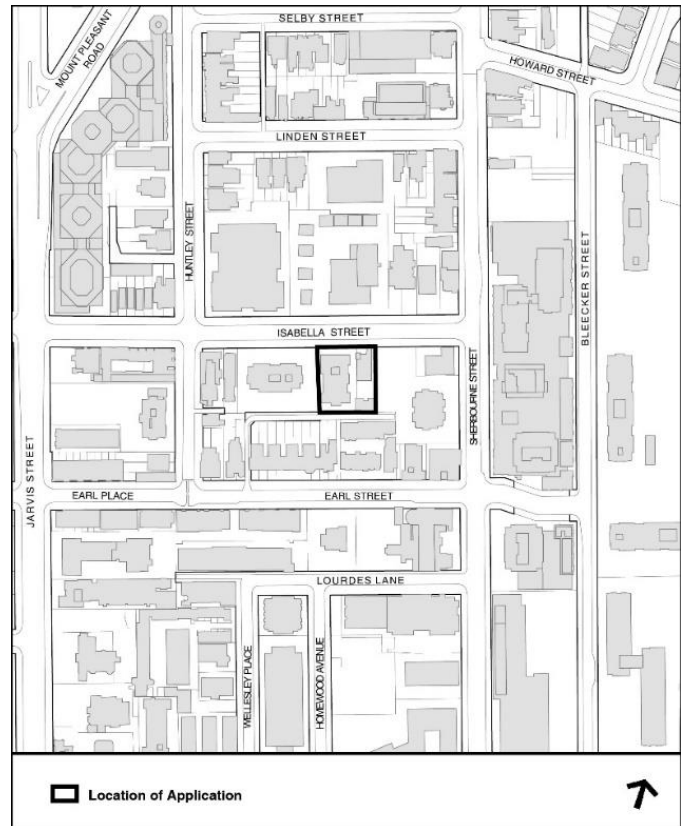 SELBY STREET
MOUNT PLEASANT
ROAD
HOWARD STREET
LINDEN STREET
HUNTLEY STREET
BLEECKER STREET
ISABELLA STREET
SHERBOURNE STREET
JARVIS STREET
EARL PLACE
EARL STREET
LOURDES LANE
WELLESLEY PLACE
HOMEWOOD AVENUE
Location of Application